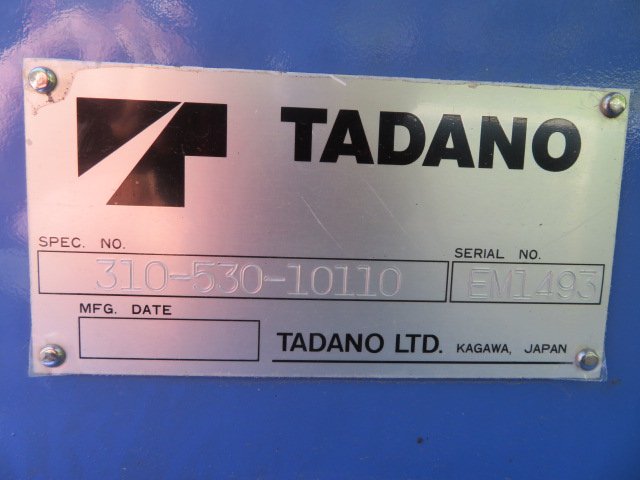 TADANO
SPEC. NO.
310-530-10110
SERIAL NO.
EM1493
MFG. DATE
TADANO LTD. KAGAWA, JAPAN